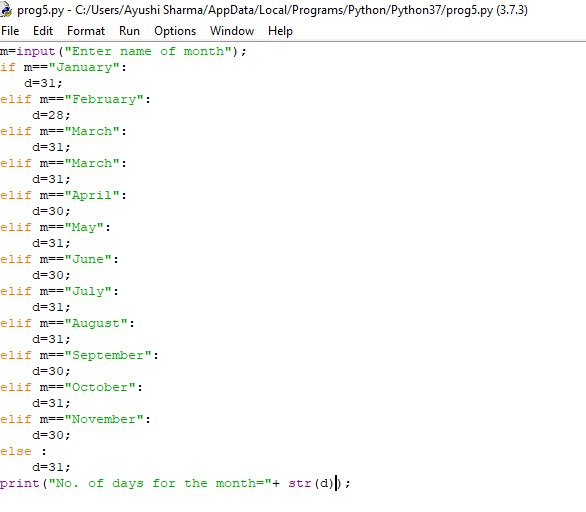 prog5.py - C:/Users/Ayushi Sharma/AppData/Local/Programs/Python/Python37/prog5.py (3.7.3)
File Edit Format Run Options Window Help
m=input("Enter name of month");
if m=="January":
   d=31;
elif m=="February":
    d=28;
elif m=="March":
    d=31;
elif m=="March":
    d=31;
elif m=="April":
    d=30;
elif m=="May":
    d=31;
elif m=="June":
    d=30;
elif m=="July":
    d=31;
elif m=="August":
    d=31;
elif m=="September":
    d=30;
elif m=="October":
    d=31;
elif m=="November":
    d=30;
else :
    d=31;
print("No. of days for the month="+ str(d));